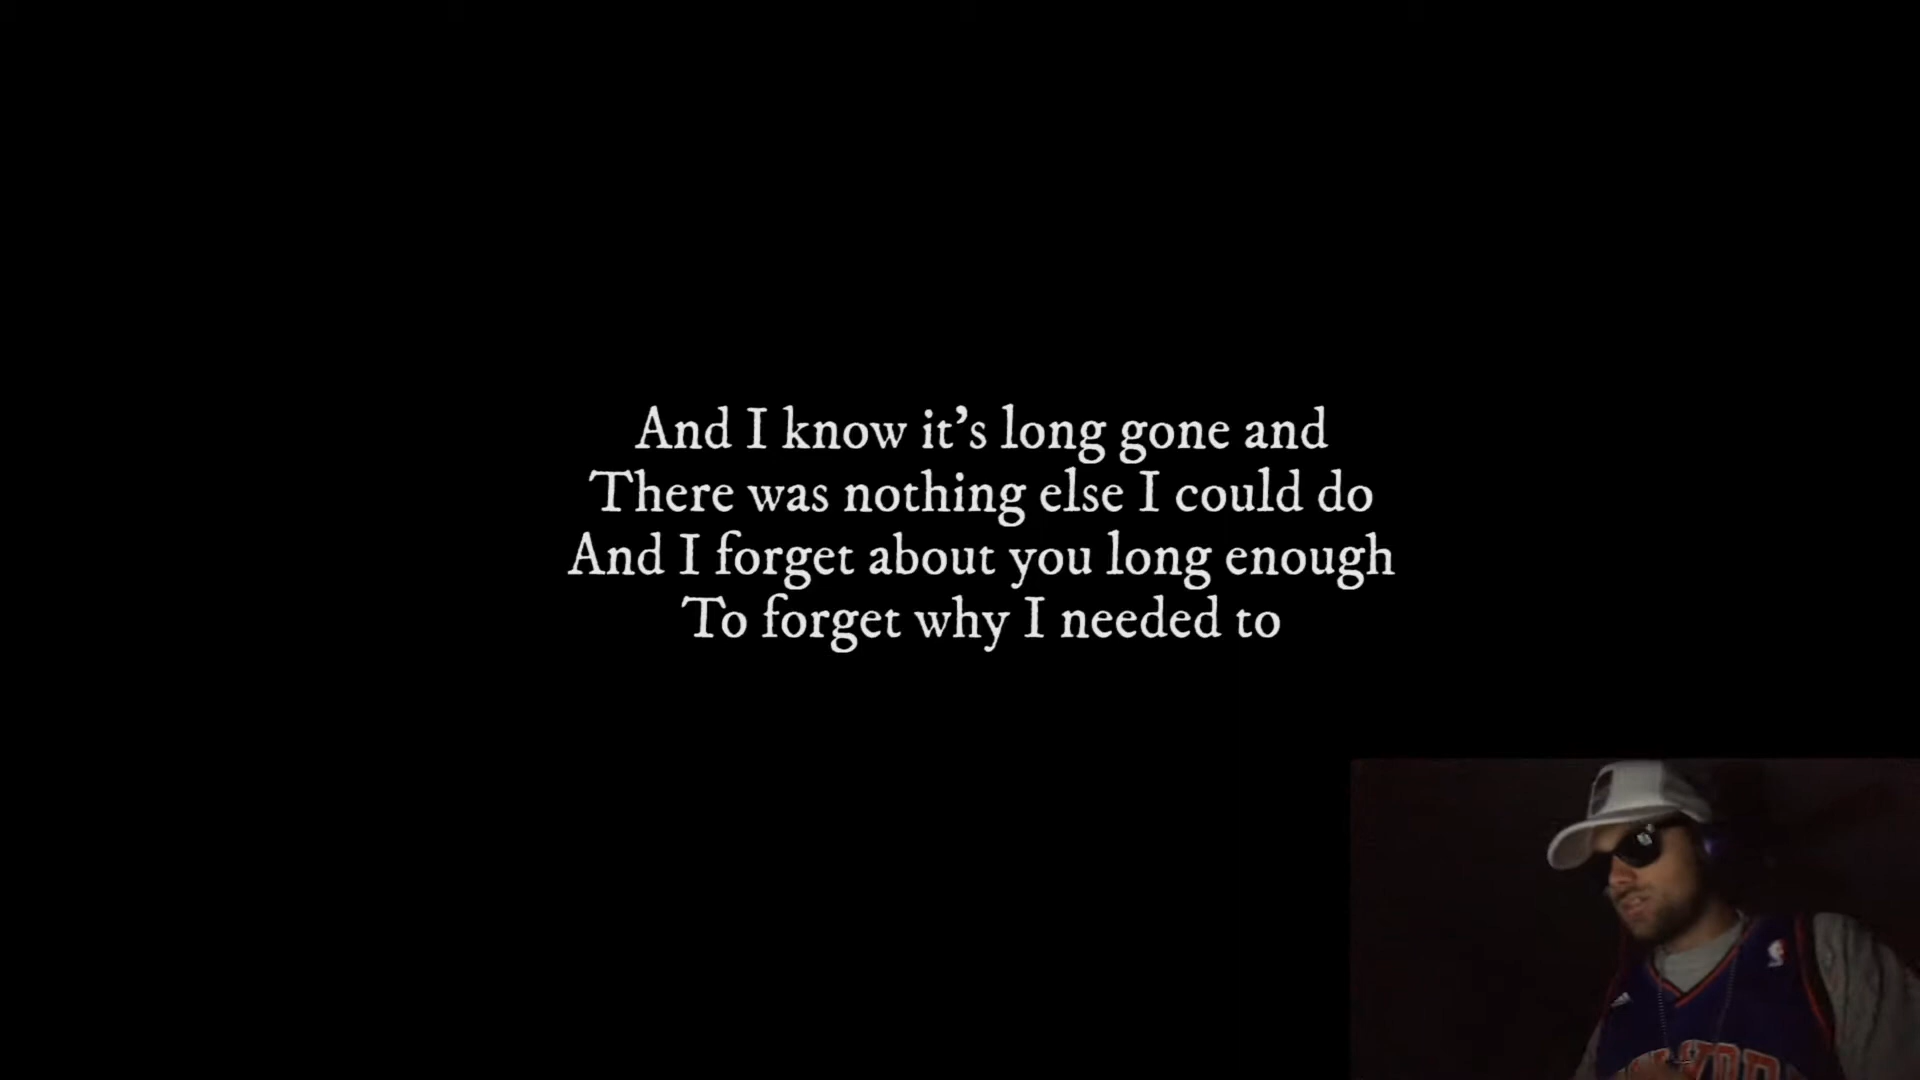 And I know it's long gone and
There was nothing else I could do
And I forget about you long enough
To forget why I needed to